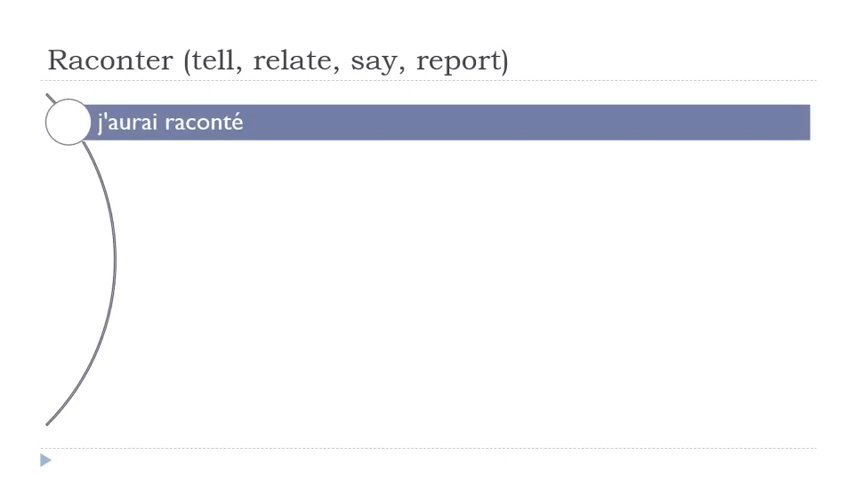 Raconter (tell, relate, say, report)
j'aurai raconté